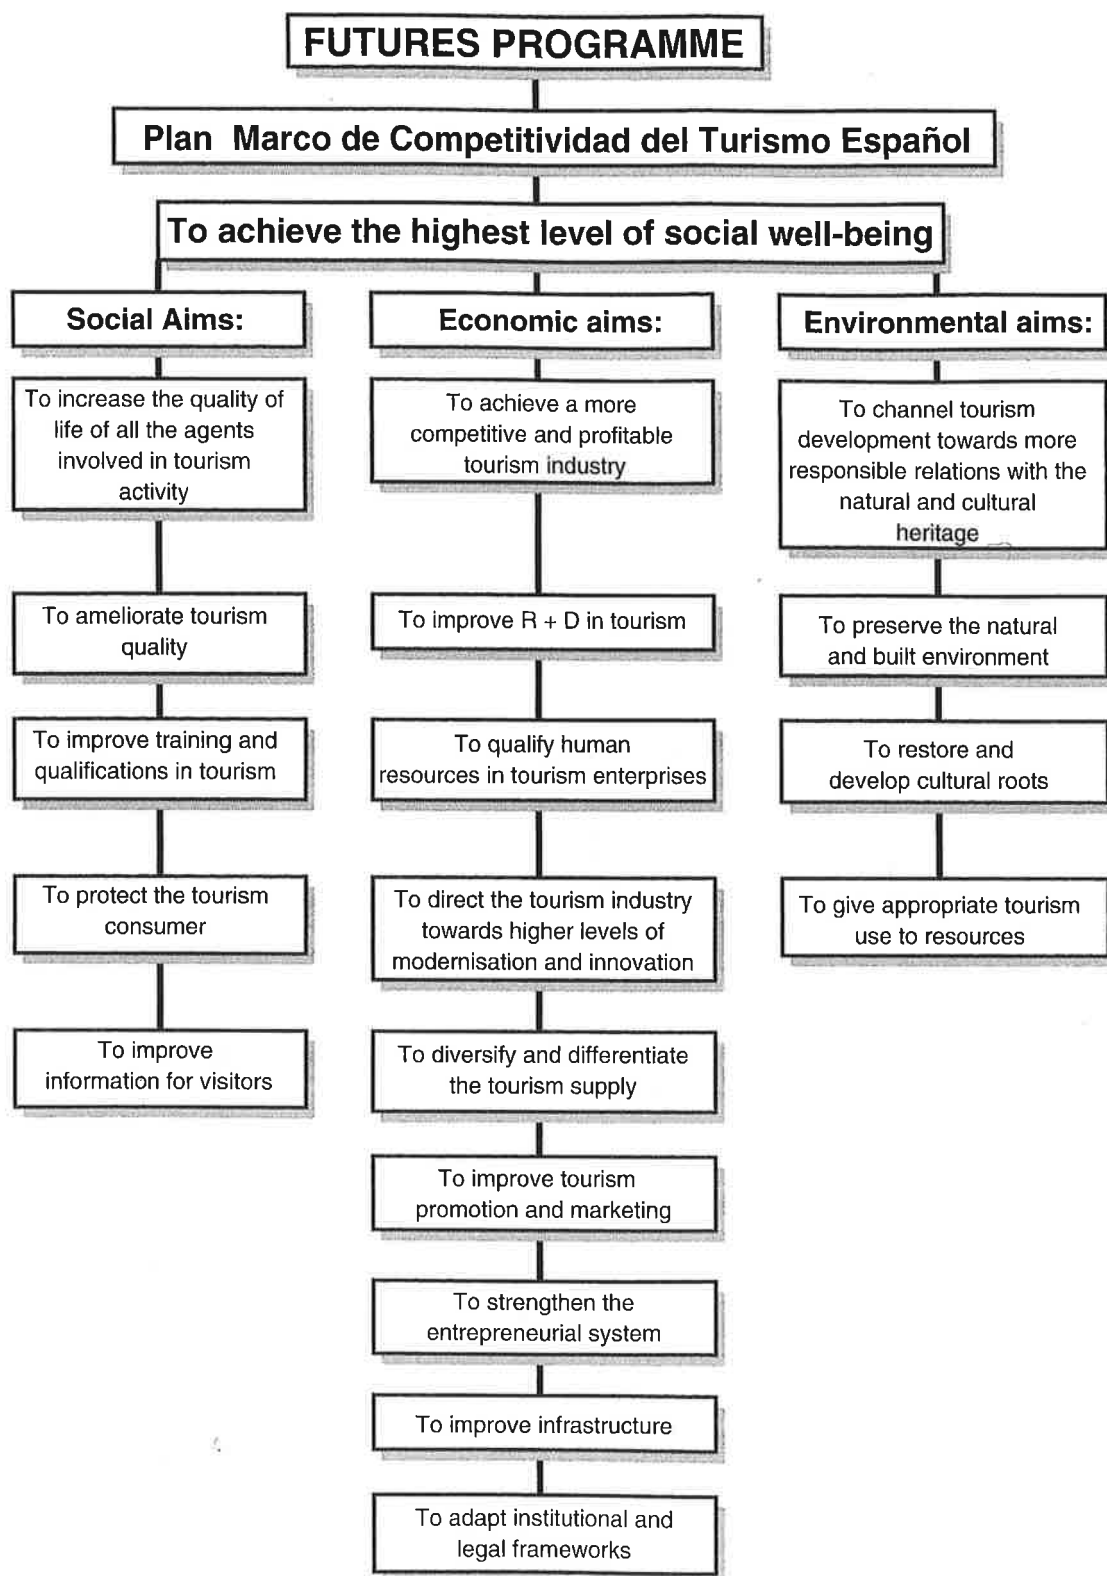 FUTURES PROGRAMME
Plan Marco de Competitividad del Turismo Español
To achieve the highest level of social well-being
Social Aims:
To increase the quality of
life of all the agents
involved in tourism
activity
To ameliorate tourism
quality
To improve training and
qualifications in tourism
To protect the tourism
consumer
To improve
information for visitors
Economic aims:
To achieve a more
competitive and profitable
tourism industry
To improve R + D in tourism
To qualify human
resources in tourism enterprises
To direct the tourism industry
towards higher levels of
modernisation and innovation
To diversify and differentiate
the tourism supply
To improve tourism
promotion and marketing
To strengthen the
entrepreneurial system
To improve infrastructure
To adapt institutional and
legal frameworks
Environmental aims:
To channel tourism
development towards more
responsible relations with the
natural and cultural
heritage
To preserve the natural
and built environment
To restore and
develop cultural roots
To give appropriate tourism
use to resources